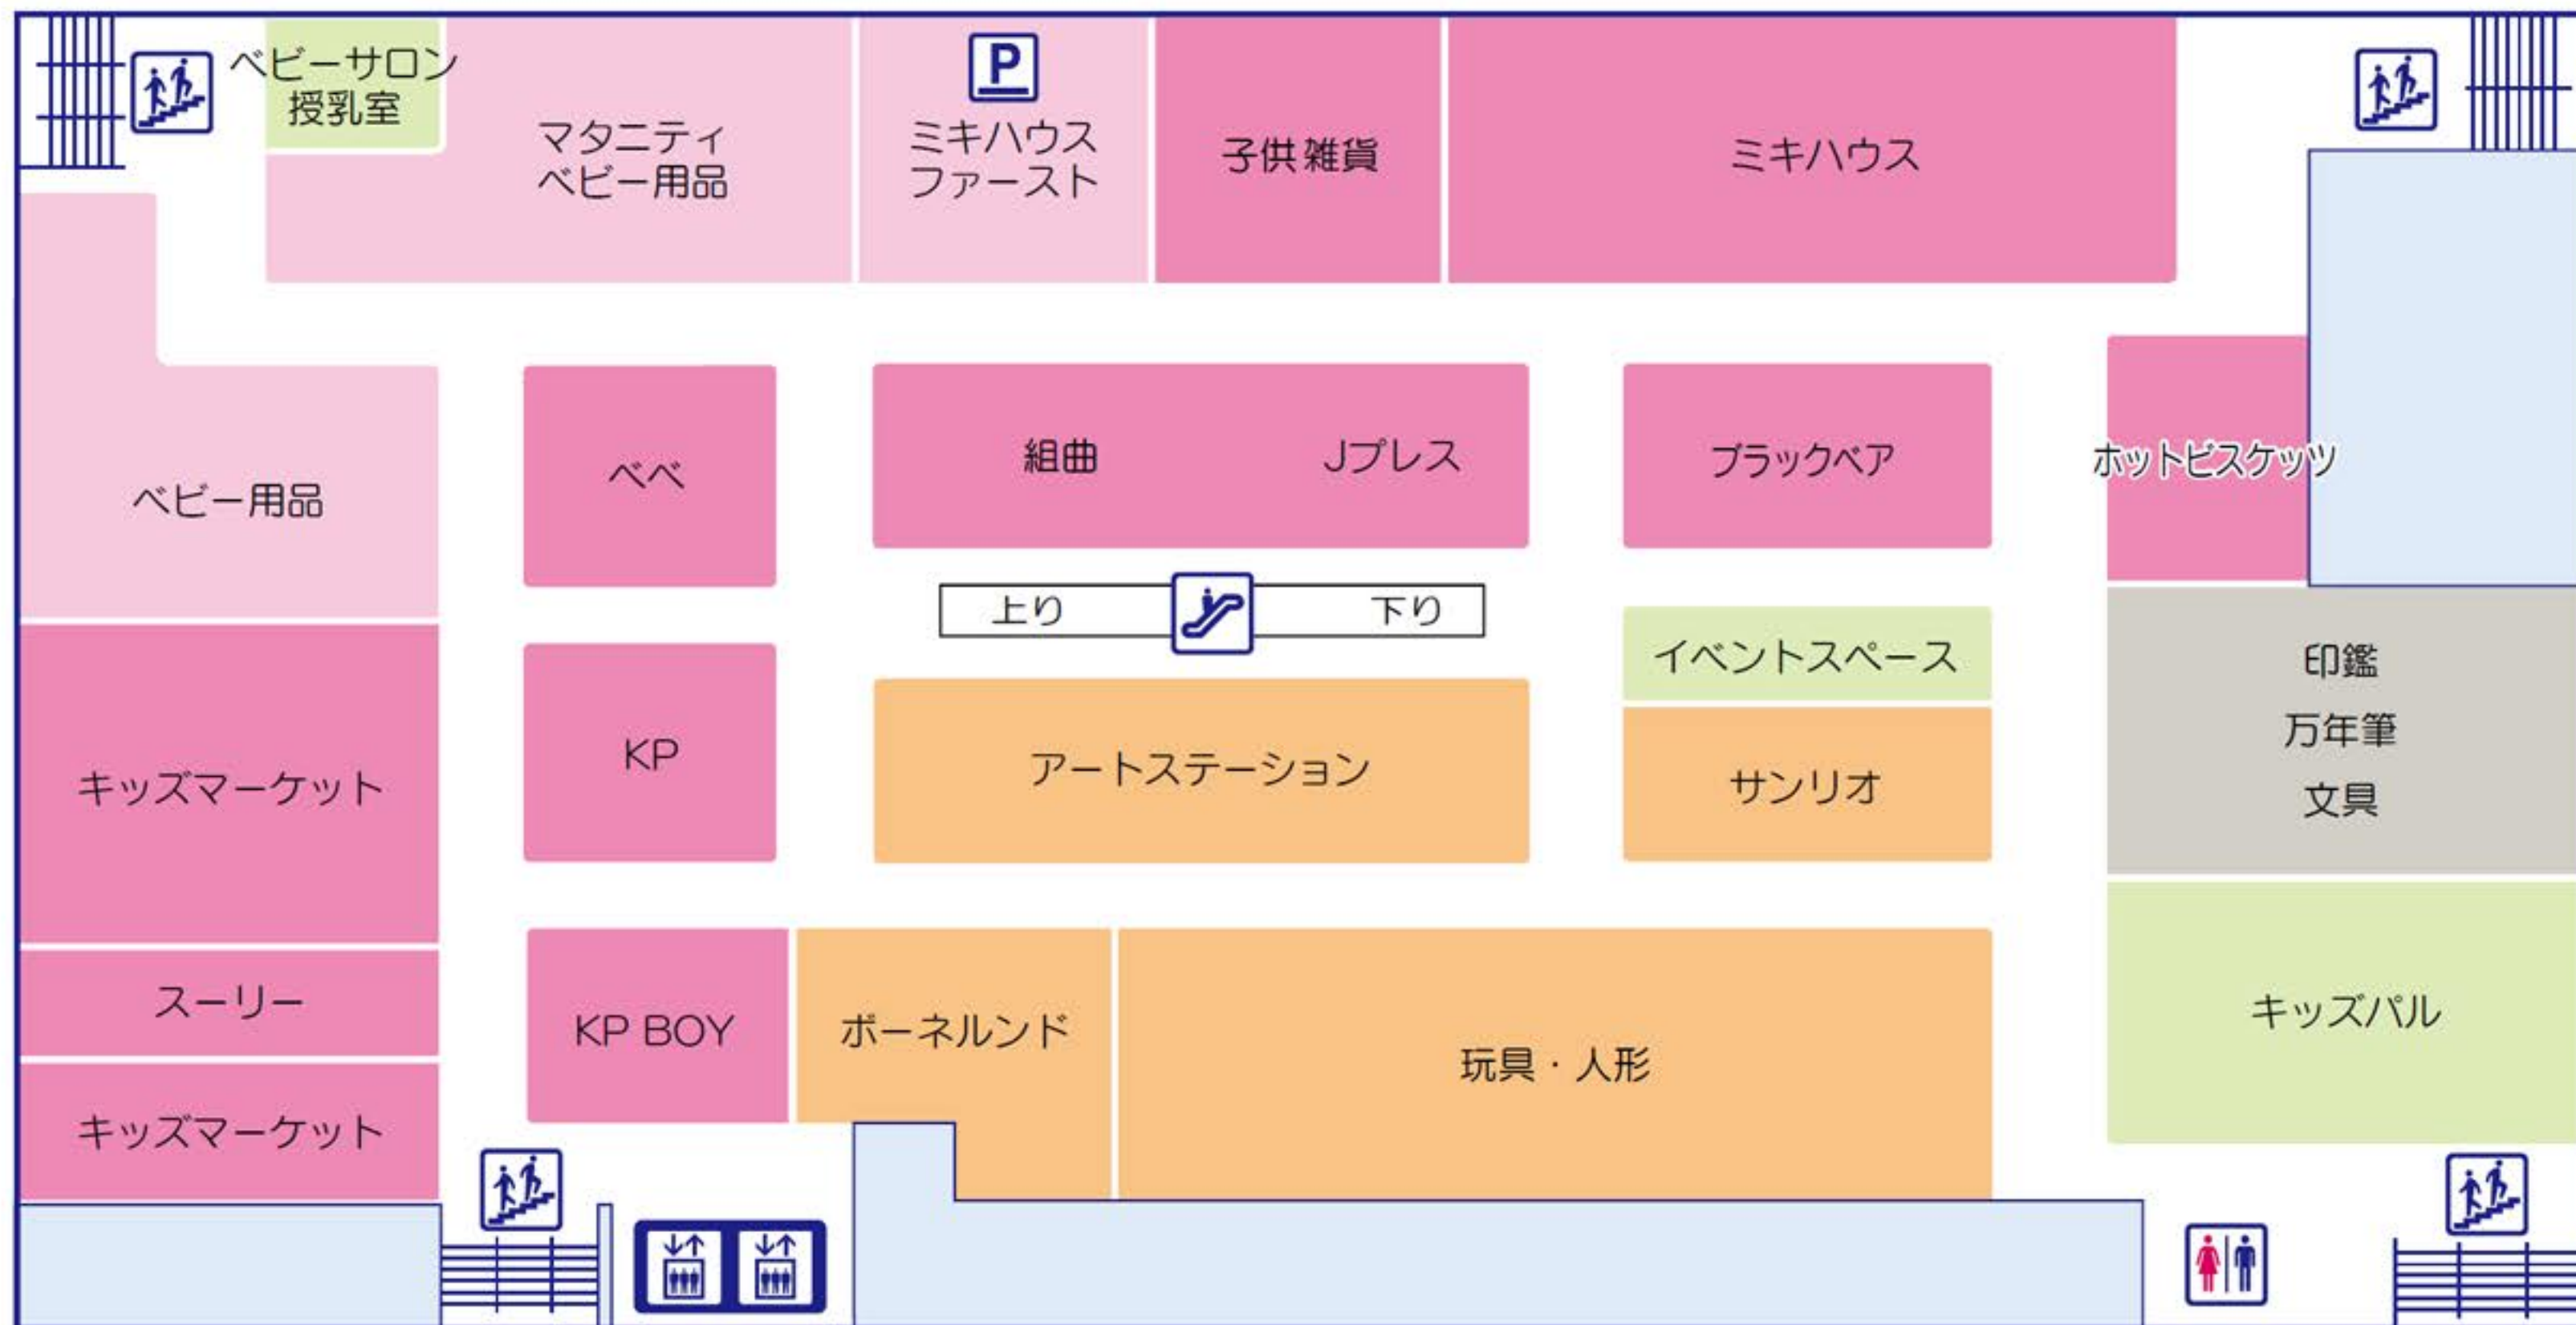 ベビーサロン
授乳室
マタニティ
ベビー用品
P
ミキハウス
ファースト
子供雑貨
ミキハウス
ベビー用品
べべ
組曲
Jプレス
ブラックベア
ホットビスケッツ
上り
下り
イベントスペース
印鑑
万年筆
文具
キッズマーケット
KP
アートステーション
サンリオ
スーリー
KP BOY
ボーネルンド
玩具・人形
キッズパル
キッズマーケット